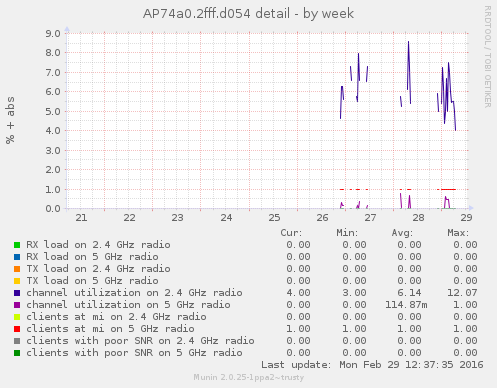 AP74a0.2fff.d054 detail - by week
RRDTOOL / TOBI OETIKER
% + abs
9.0
8.0
7.0
6.0
5.0
4.0
3.0
2.0
1.0
0.0
21 22 23 24 25 26 27 28 29
Cur: Min: Avg: Max:
RX load on 2.4 GHz radio 0.00 0.00 0.00 0.00
RX load on 5 GHz radio 0.00 0.00 0.00 0.00
TX load on 2.4 GHz radio 0.00 0.00 0.00 0.00
TX load on 5 GHz radio 0.00 0.00 0.00 0.00
channel utilization on 2.4 GHz radio 4.00 3.00 6.14 12.07
channel utilization on 5 GHz radio 0.00 0.00 114.87m 1.00
clients at mi on 2.4 GHz radio 0.00 0.00 0.00 0.00
clients at mi on 5 GHz radio 1.00 1.00 1.00 1.00
clients with poor SNR on 2.4 GHz radio 0.00 0.00 0.00 0.00
clients with poor SNR on 5 GHz radio 0.00 0.00 0.00 0.00
Last update: Mon Feb 29 12:37:35 2016
Munin 2.0.25-1ppa2~trusty